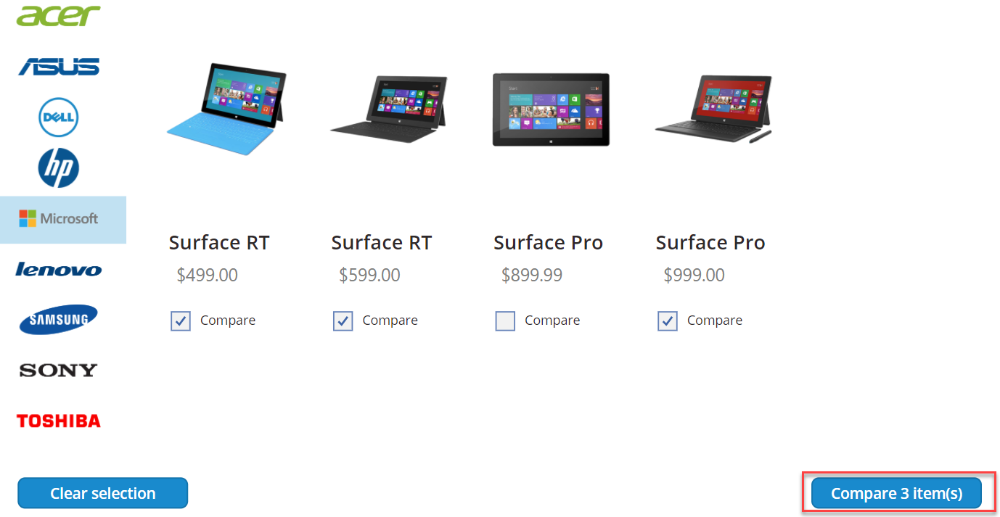 acer
ASUS
DELL
hp
Microsoft
lenovo
SAMSUNG
SONY
TOSHIBA
Start
Surface RT Surface RT Surface Pro Surface Pro
$499.00 $599.00 $899.99 $999.00
Compare Compare Compare Compare
Clear selection Compare 3 item(s)